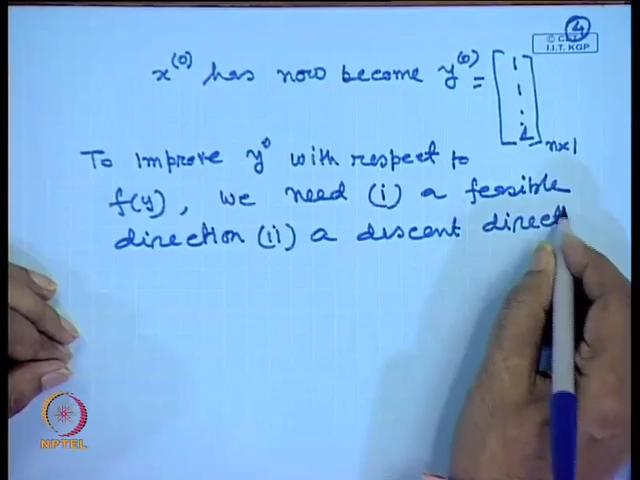 4
© CET
I.I.T. KGP
x^(0) has now become y^(0) = [1 1 : 1]_{n×1}
To improve y^0 with respect to
f(y), we need (i) a feasible
direction (ii) a discent direct
NPTEL